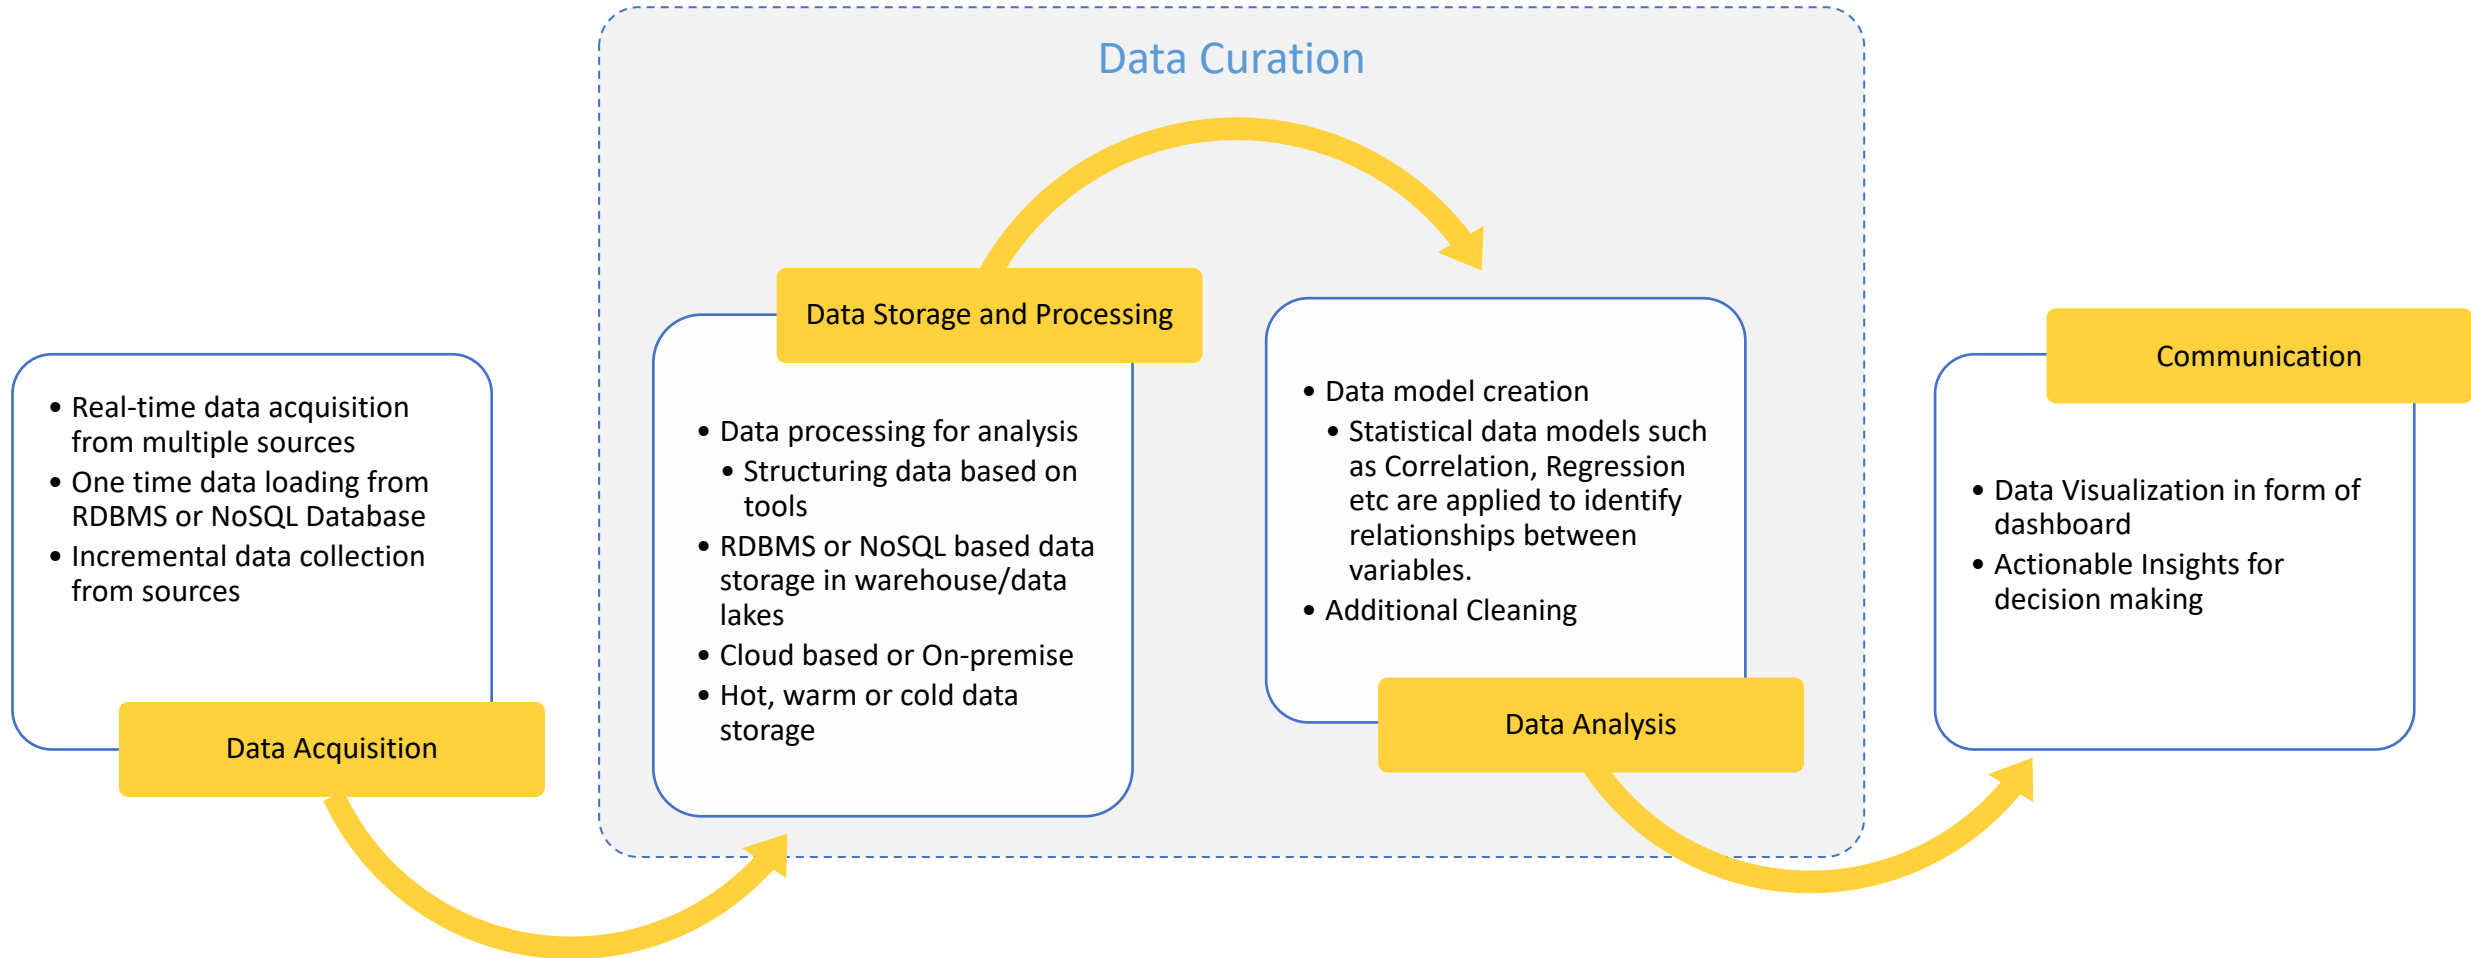 Data Curation
• Real-time data acquisition
from multiple sources
• One time data loading from
RDBMS or NoSQL Database
• Incremental data collection
from sources
Data Acquisition
Data Storage and Processing
• Data processing for analysis
• Structuring data based on
tools
• RDBMS or NoSQL based data
storage in warehouse/data
lakes
• Cloud based or On-premise
• Hot, warm or cold data
storage
• Data model creation
• Statistical data models such
as Correlation, Regression
etc are applied to identify
relationships between
variables.
• Additional Cleaning
Data Analysis
Communication
• Data Visualization in form of
dashboard
• Actionable Insights for
decision making